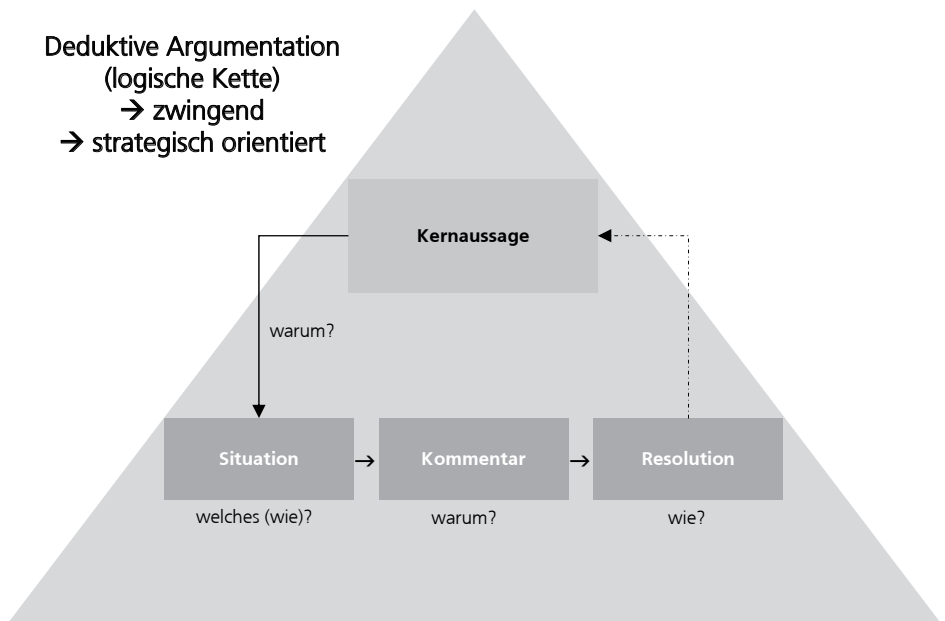 Deduktive Argumentation
(logische Kette)
→ zwingend
→ strategisch orientiert
Kernaussage
warum?
Situation → Kommentar → Resolution
welches (wie)? warum? wie?